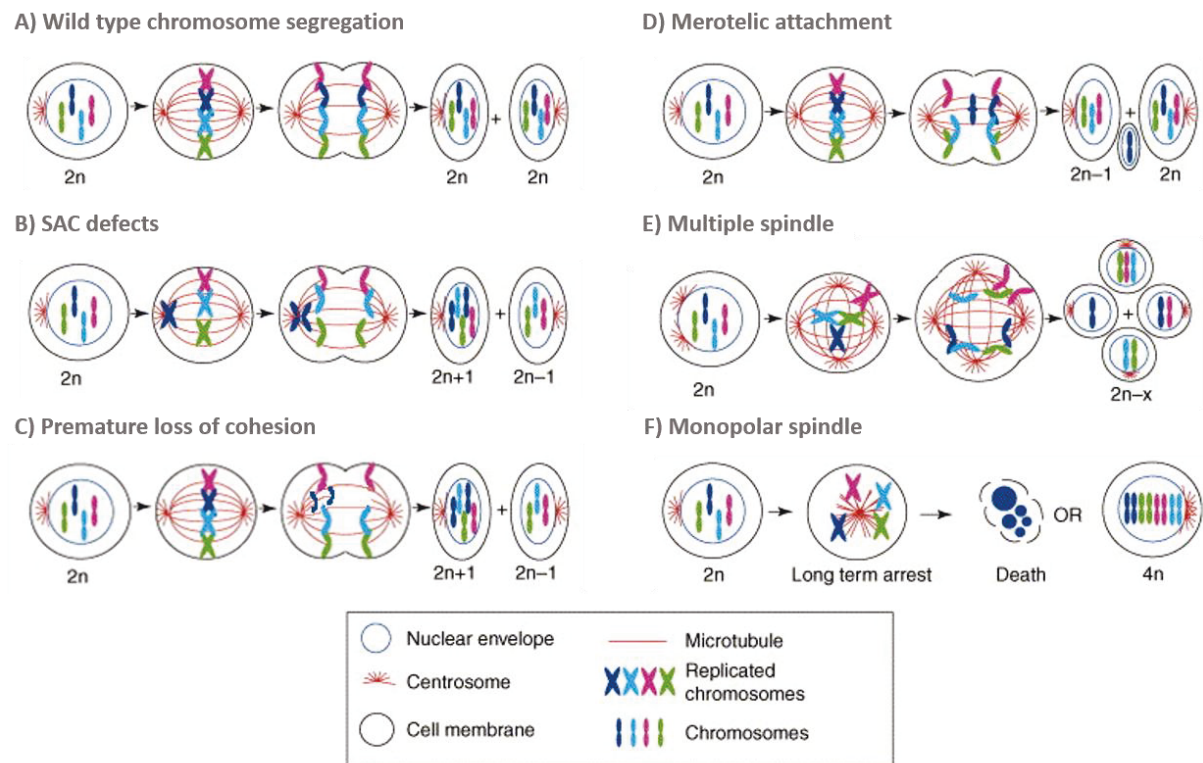 A) Wild type chromosome segregation
2n
2n
+
2n
B) SAC defects
2n
2n+1
+
2n−1
C) Premature loss of cohesion
2n
2n+1
+
2n−1
D) Merotelic attachment
2n
2n−1
+
2n
E) Multiple spindle
2n
+
2n−x
F) Monopolar spindle
2n
Long term arrest
Death
OR
4n
Nuclear envelope
Centrosome
Cell membrane
Microtubule
Replicated
chromosomes
Chromosomes